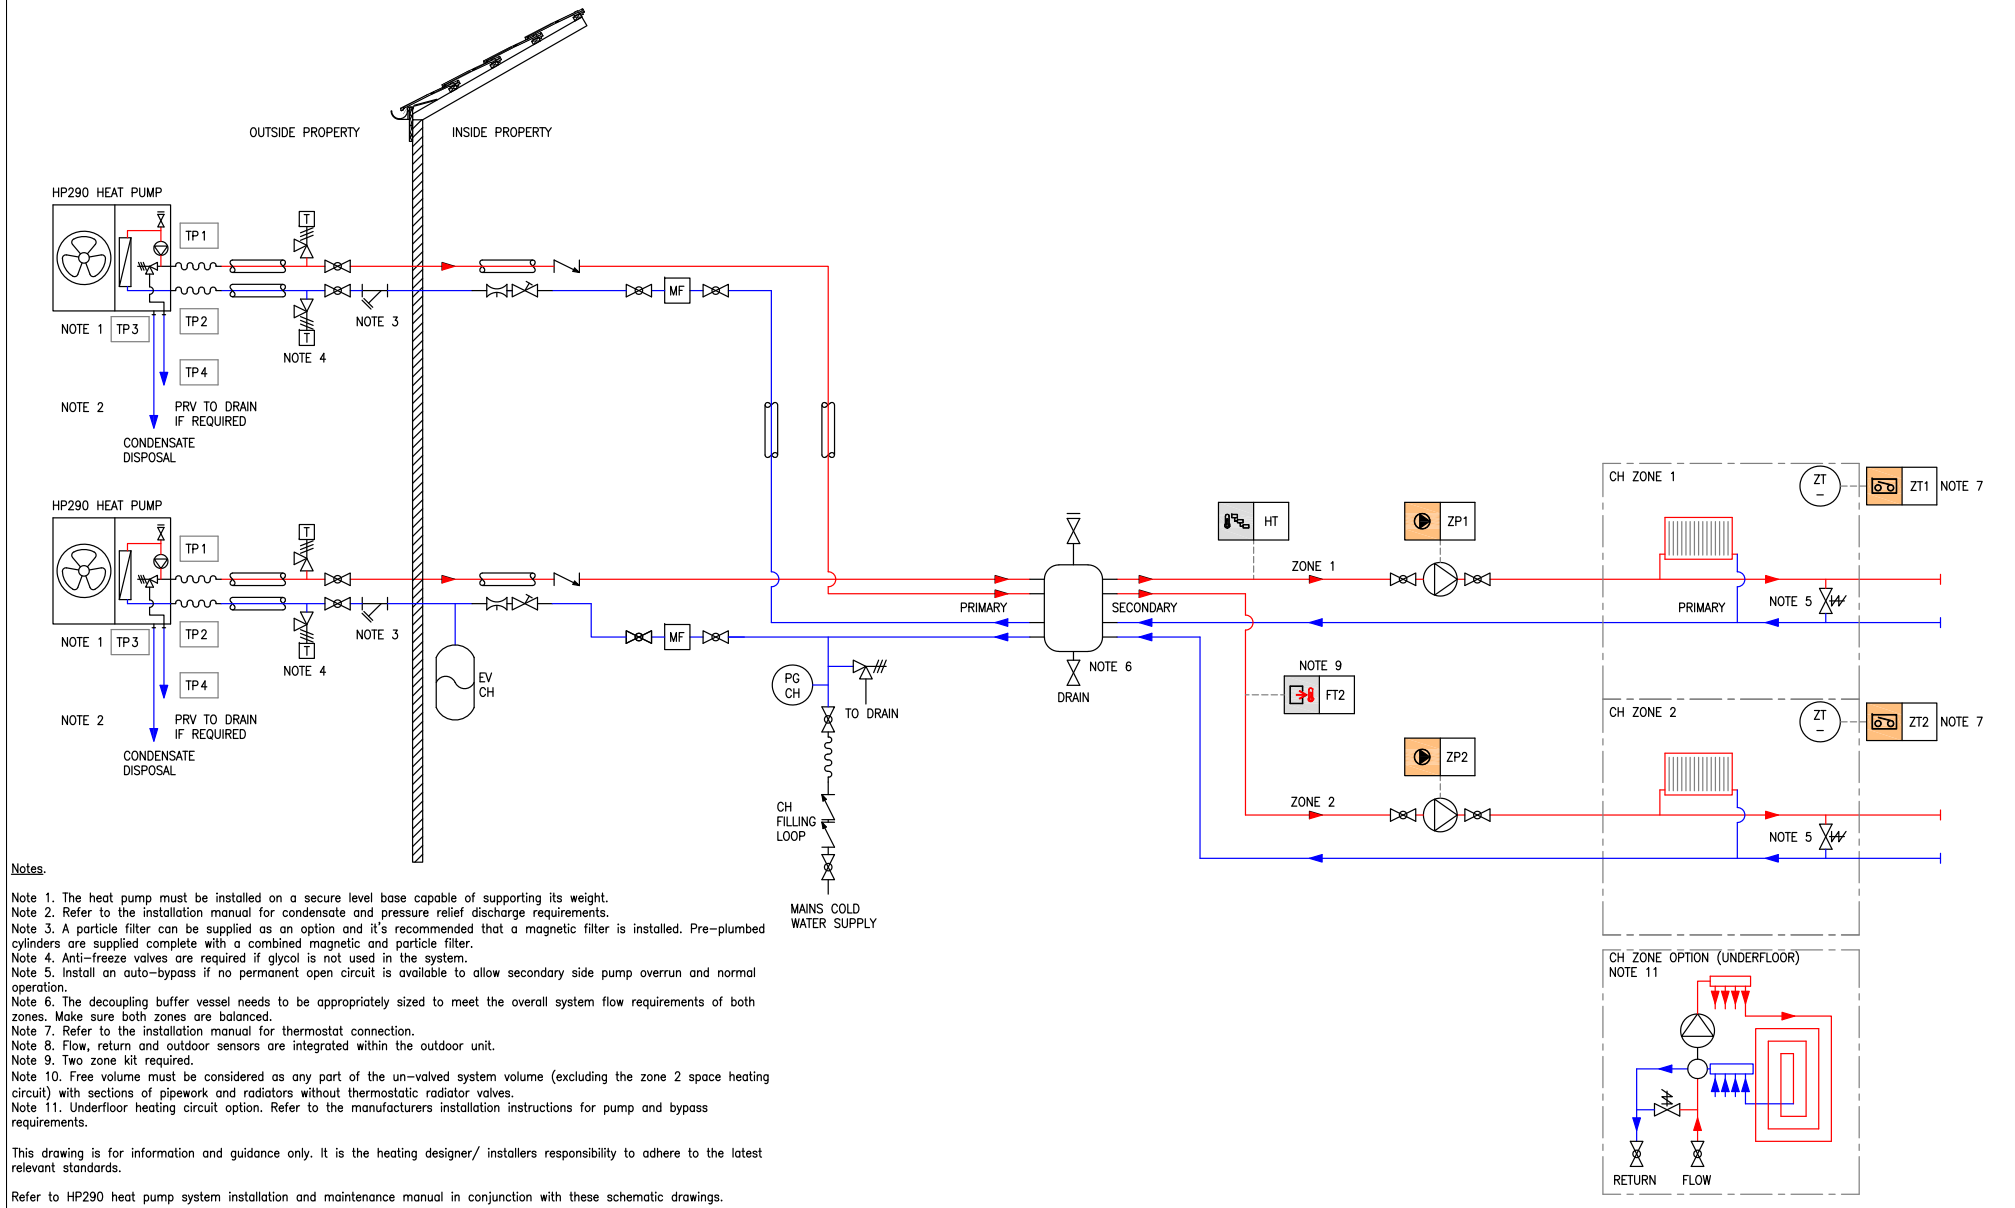 OUTSIDE PROPERTY
INSIDE PROPERTY
HP290 HEAT PUMP
TP1
T
MF
NOTE 1
TP3
TP2
NOTE 3
T
NOTE 4
TP4
NOTE 2
PRV TO DRAIN
IF REQUIRED
CONDENSATE
DISPOSAL
HP290 HEAT PUMP
TP1
T
NOTE 1
TP3
TP2
NOTE 3
MF
T
NOTE 4
TP4
EV
CH
NOTE 2
PRV TO DRAIN
IF REQUIRED
CONDENSATE
DISPOSAL
PG
CH
TO DRAIN
CH
FILLING
LOOP
MAINS COLD
WATER SUPPLY
PRIMARY
SECONDARY
NOTE 6
DRAIN
HT
ZONE 1
ZP1
NOTE 9
FT2
ZP2
ZONE 2
CH ZONE 1
ZT
–
ZT1
NOTE 7
PRIMARY
NOTE 5
CH ZONE 2
ZT
–
ZT2
NOTE 7
NOTE 5
CH ZONE OPTION (UNDERFLOOR)
NOTE 11
RETURN
FLOW
Notes.
Note 1. The heat pump must be installed on a secure level base capable of supporting its weight.
Note 2. Refer to the installation manual for condensate and pressure relief discharge requirements.
Note 3. A particle filter can be supplied as an option and it's recommended that a magnetic filter is installed. Pre-plumbed
cylinders are supplied complete with a combined magnetic and particle filter.
Note 4. Anti-freeze valves are required if glycol is not used in the system.
Note 5. Install an auto-bypass if no permanent open circuit is available to allow secondary side pump overrun and normal
operation.
Note 6. The decoupling buffer vessel needs to be appropriately sized to meet the overall system flow requirements of both
zones. Make sure both zones are balanced.
Note 7. Refer to the installation manual for thermostat connection.
Note 8. Flow, return and outdoor sensors are integrated within the outdoor unit.
Note 9. Two zone kit required.
Note 10. Free volume must be considered as any part of the un-valved system volume (excluding the zone 2 space heating
circuit) with sections of pipework and radiators without thermostatic radiator valves.
Note 11. Underfloor heating circuit option. Refer to the manufacturers installation instructions for pump and bypass
requirements.
This drawing is for information and guidance only. It is the heating designer/ installers responsibility to adhere to the latest
relevant standards.
Refer to HP290 heat pump system installation and maintenance manual in conjunction with these schematic drawings.